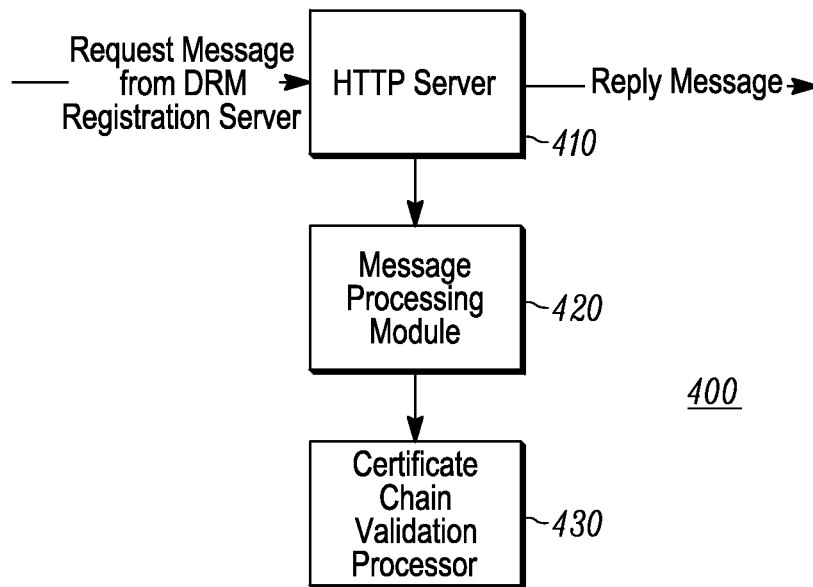 Request Message
from DRM
Registration Server
HTTP Server
Reply Message
410
Message
Processing
Module
420
400
Certificate
Chain
Validation
Processor
430